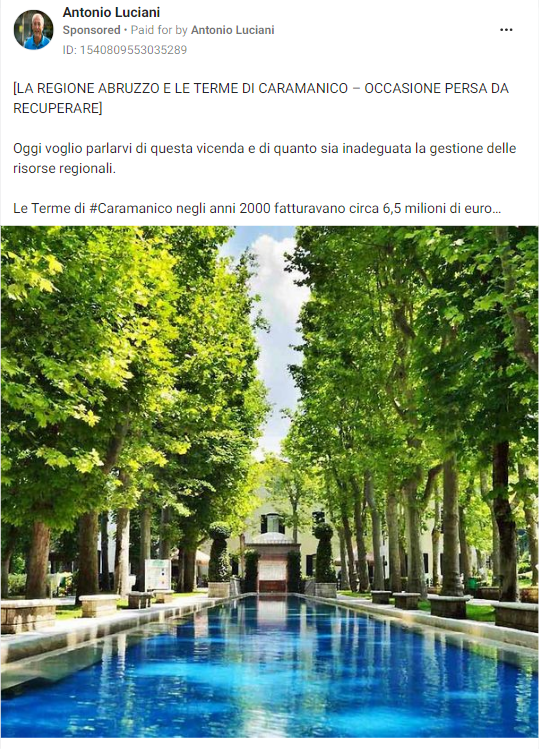 Antonio Luciani
Sponsored • Paid for by Antonio Luciani
ID: 1540809553035289
[LA REGIONE ABRUZZO E LE TERME DI CARAMANICO – OCCASIONE PERSA DA
RECUPERARE]
Oggi voglio parlarvi di questa vicenda e di quanto sia inadeguata la gestione delle
risorse regionali.
Le Terme di #Caramanico negli anni 2000 fatturavano circa 6,5 milioni di euro...